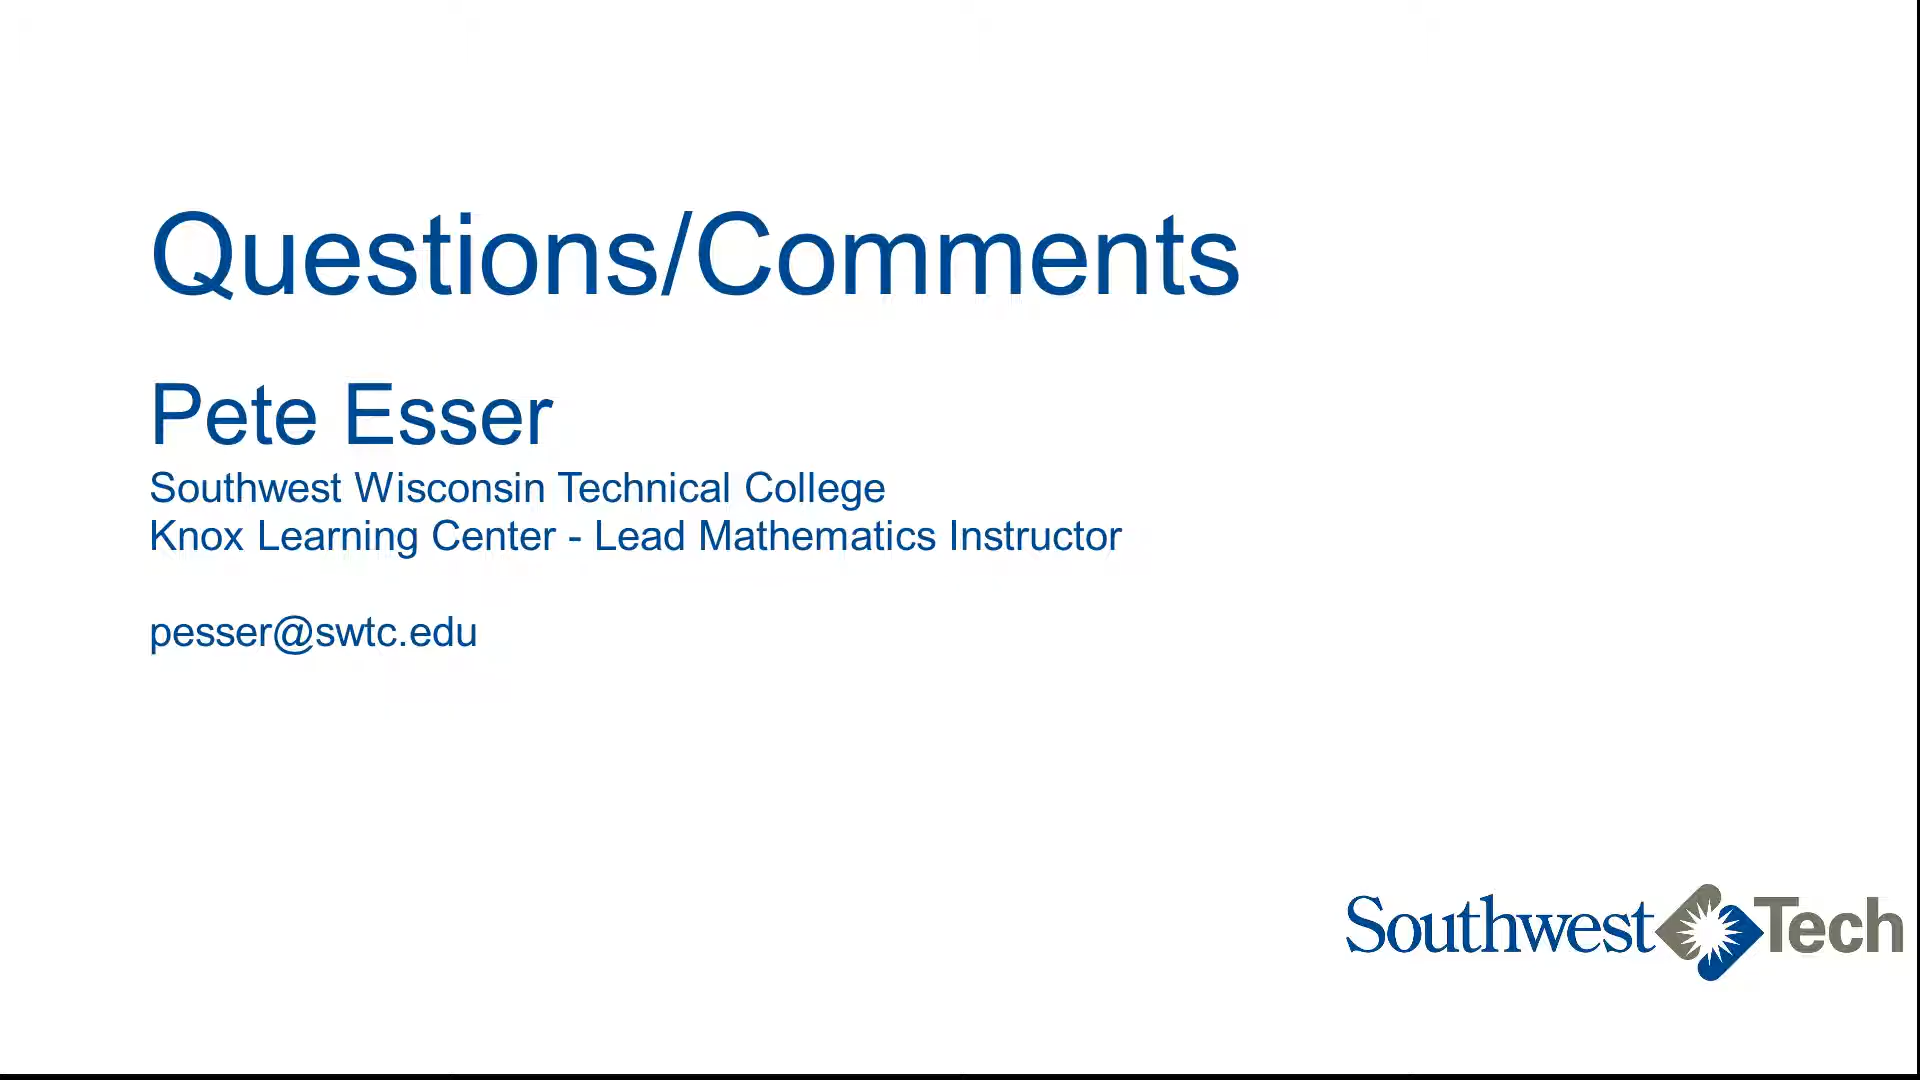 Questions/Comments
Pete Esser
Southwest Wisconsin Technical College
Knox Learning Center - Lead Mathematics Instructor
pesser@swtc.edu
Southwest Tech